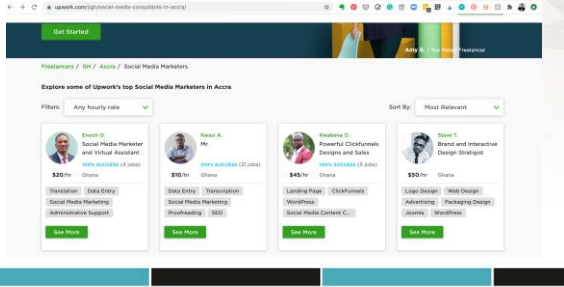 upwork.com/l/gh/social-media-consultants-in-accra/
Get Started
Amy B. | Top Rated Freelancer
Freelancers / GH / Accra / Social Media Marketers
Explore some of Upwork's top Social Media Marketers in Accra
Filters: Any hourly rate
Sort By: Most Relevant
Enoch O.
Social Media Marketer
and Virtual Assistant
100% SUCCESS (4 jobs)
$20/hr Ghana
Translation Data Entry
Social Media Marketing
Administrative Support
See More
Kwasi A.
Mr.
100% SUCCESS (21 jobs)
$10/hr Ghana
Data Entry Transcription
Social Media Marketing
Proofreading SEO
See More
Kwabena O.
Powerful Clickfunnels
Designs and Sales
100% SUCCESS (5 jobs)
$45/hr Ghana
Landing Page ClickFunnels
WordPress
Social Media Content C...
See More
Steve T.
Brand and Interactive
Design Stratigist
$50/hr Ghana
Logo Design Web Design
Advertising Packaging Design
Joomla WordPress
See More